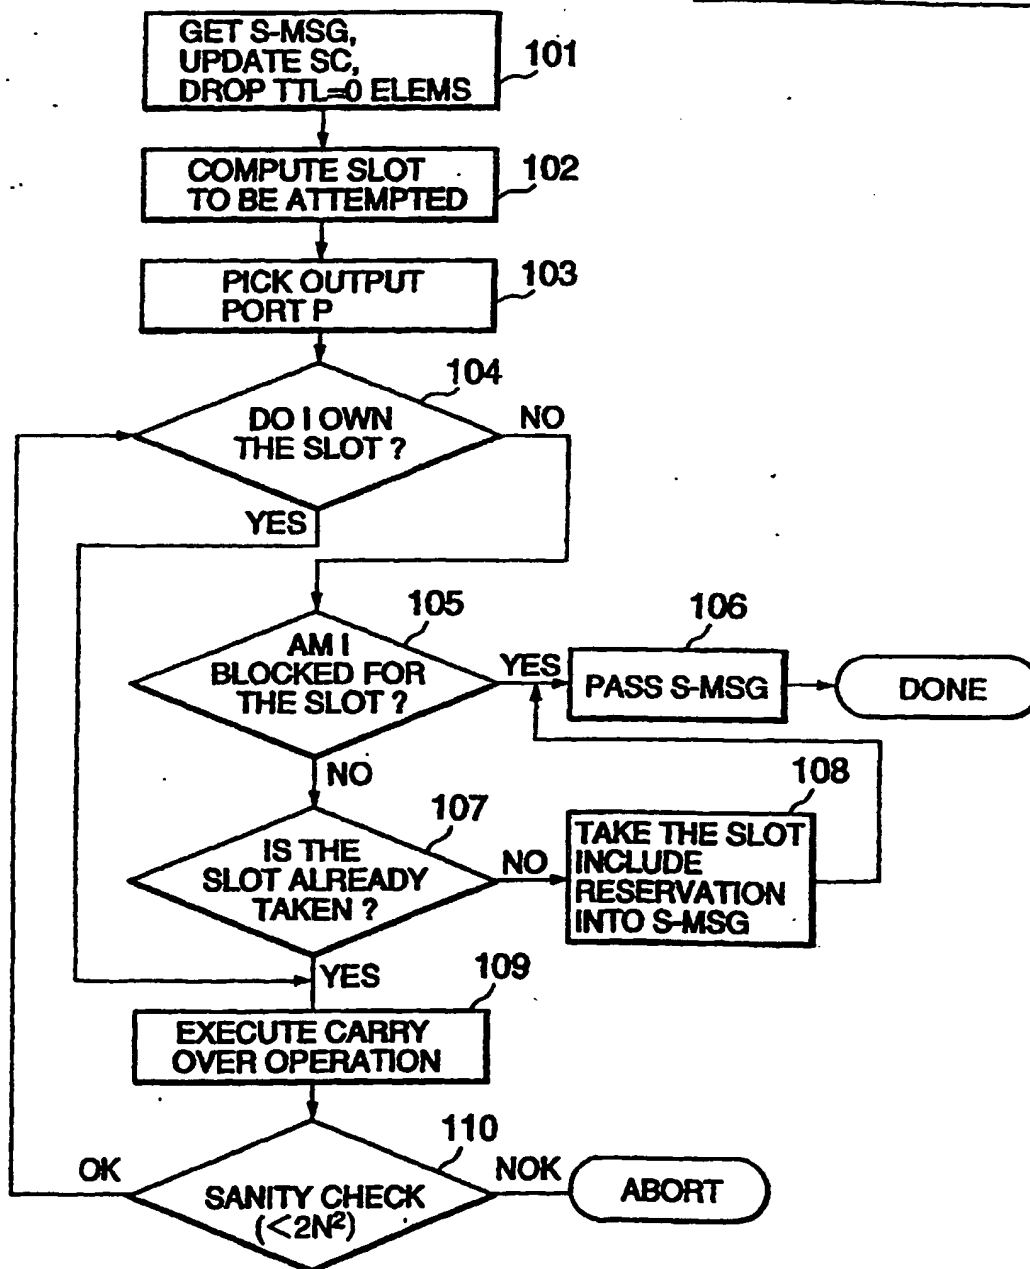 GET S-MSG,
UPDATE SC,
DROP TTL=0 ELEMS
101
COMPUTE SLOT
TO BE ATTEMPTED
102
PICK OUTPUT
PORT P
103
104
DO I OWN
THE SLOT ?
NO
YES
105
AM I
BLOCKED FOR
THE SLOT ?
YES
106
PASS S-MSG
DONE
NO
107
IS THE
SLOT ALREADY
TAKEN ?
NO
108
TAKE THE SLOT
INCLUDE
RESERVATION
INTO S-MSG
YES
109
EXECUTE CARRY
OVER OPERATION
110
OK
SANITY CHECK
(<2N²)
NOK
ABORT